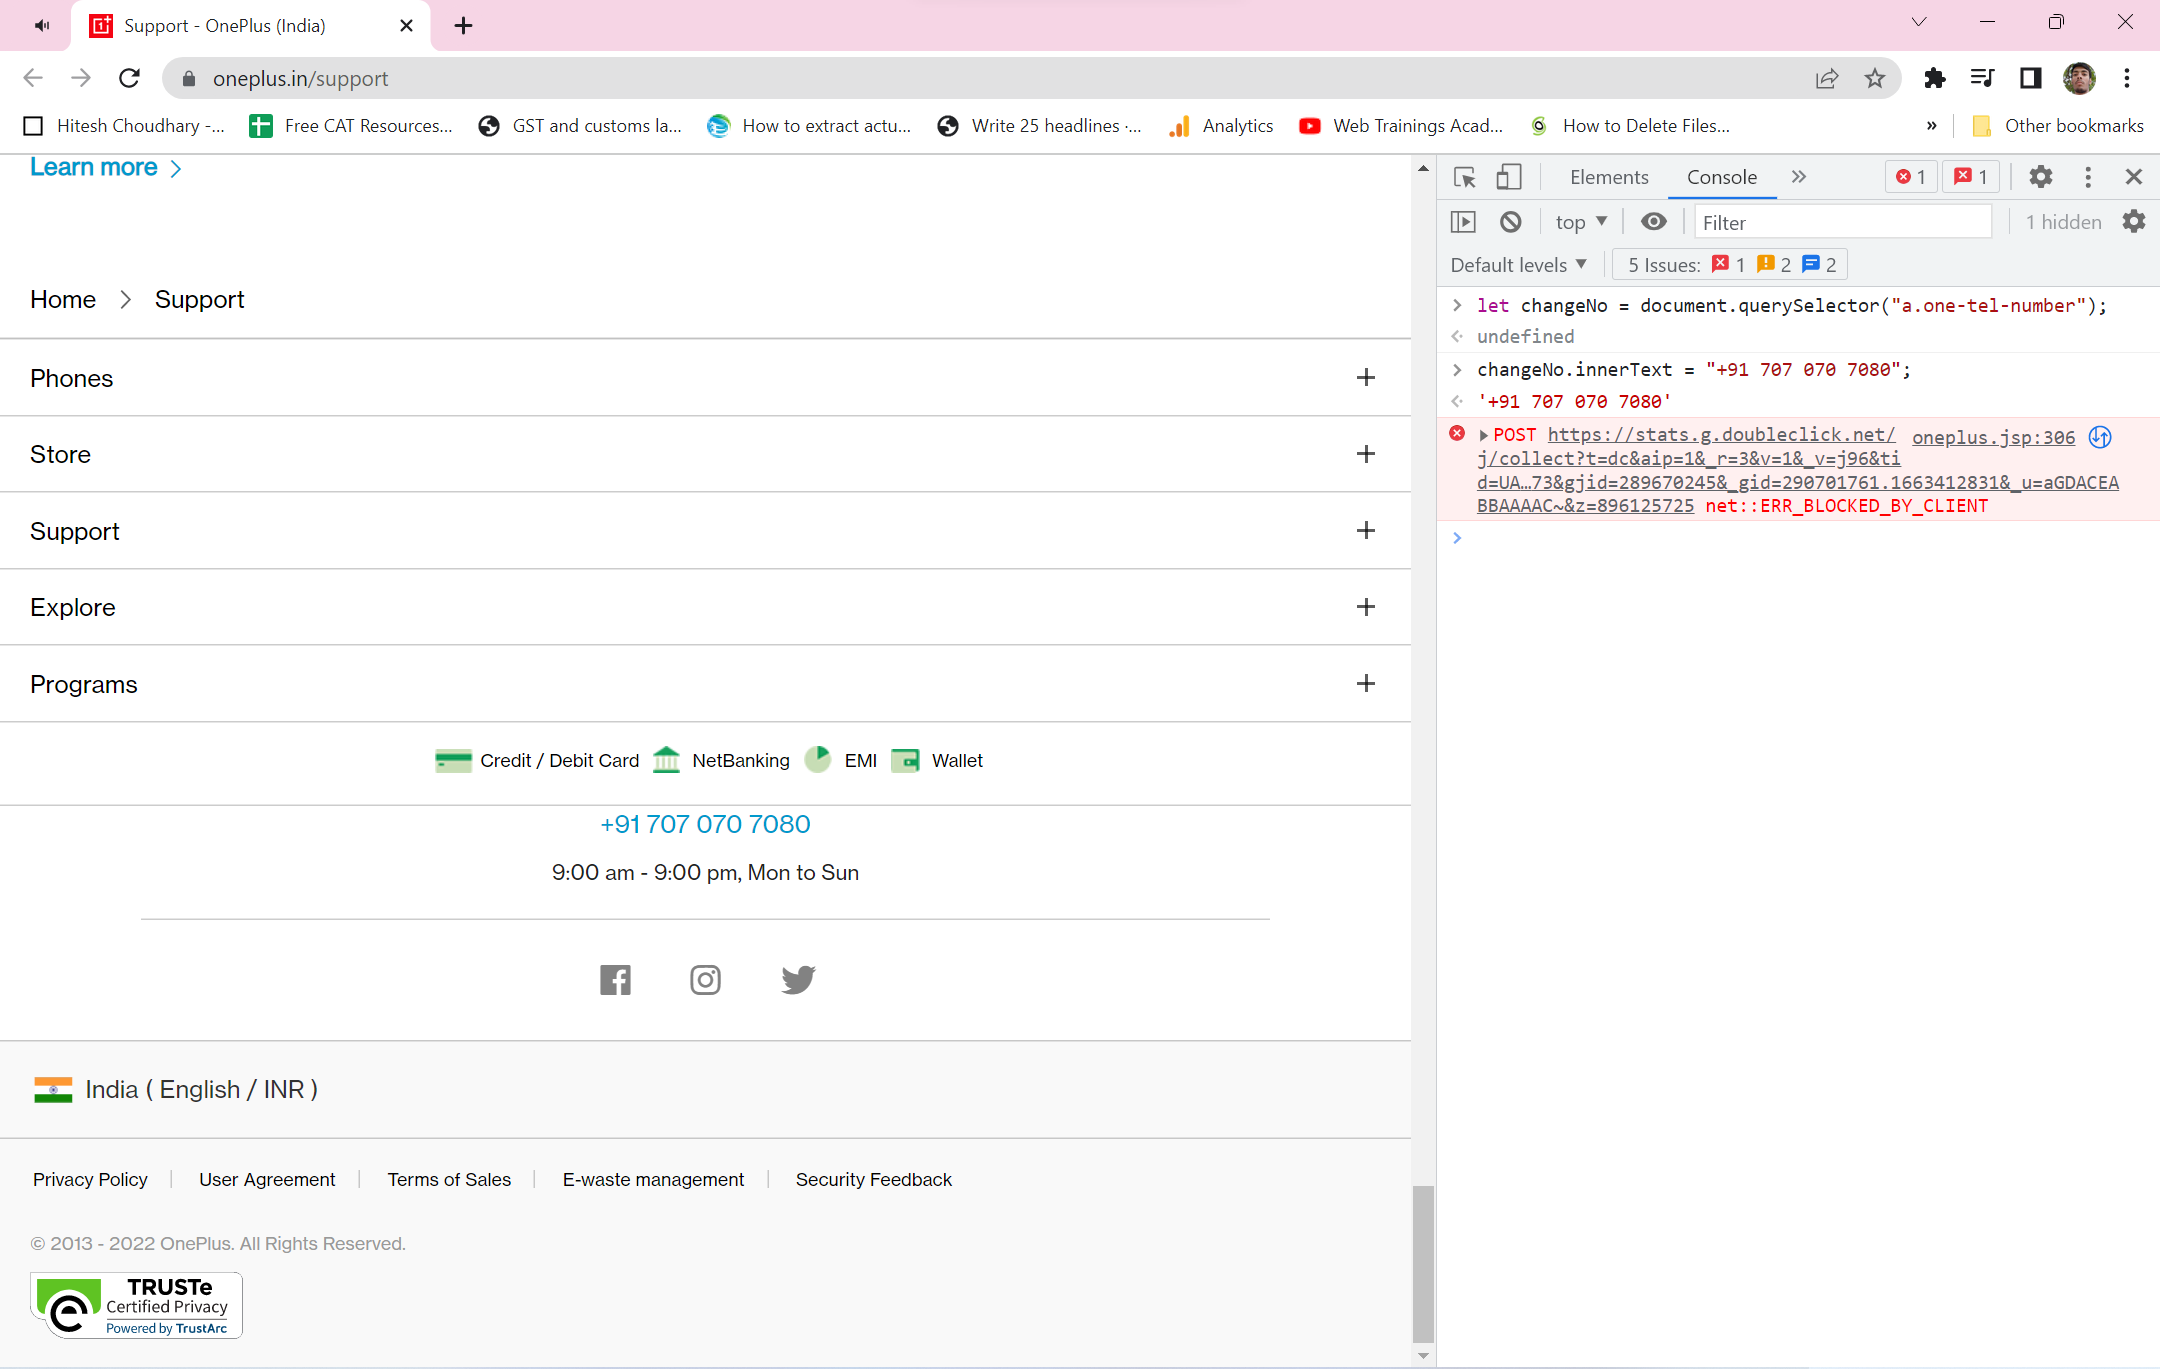 Support - OnePlus (India)
oneplus.in/support
Hitesh Choudhary -... Free CAT Resources... GST and customs la... How to extract actu... Write 25 headlines ·... Analytics Web Trainings Acad... How to Delete Files... » Other bookmarks
Learn more
Home > Support
Phones +
Store +
Support +
Explore +
Programs +
Credit / Debit Card NetBanking EMI Wallet
+91 707 070 7080
9:00 am - 9:00 pm, Mon to Sun
India ( English / INR )
Privacy Policy | User Agreement | Terms of Sales | E-waste management | Security Feedback
© 2013 - 2022 OnePlus. All Rights Reserved.
TRUSTe
Certified Privacy
Powered by TrustArc
Elements Console » 1 1
top ▼ Filter 1 hidden
Default levels ▼ 5 Issues: 1 2 2
> let changeNo = document.querySelector("a.one-tel-number");
undefined
> changeNo.innerText = "+91 707 070 7080";
'+91 707 070 7080'
POST https://stats.g.doubleclick.net/ oneplus.jsp:306
j/collect?t=dc&aip=1&_r=3&v=1&_v=j96&ti
d=UA…73&gjid=289670245&_gid=290701761.1663412831&_u=aGDACEA
BBAAAAC~&z=896125725 net::ERR_BLOCKED_BY_CLIENT
>